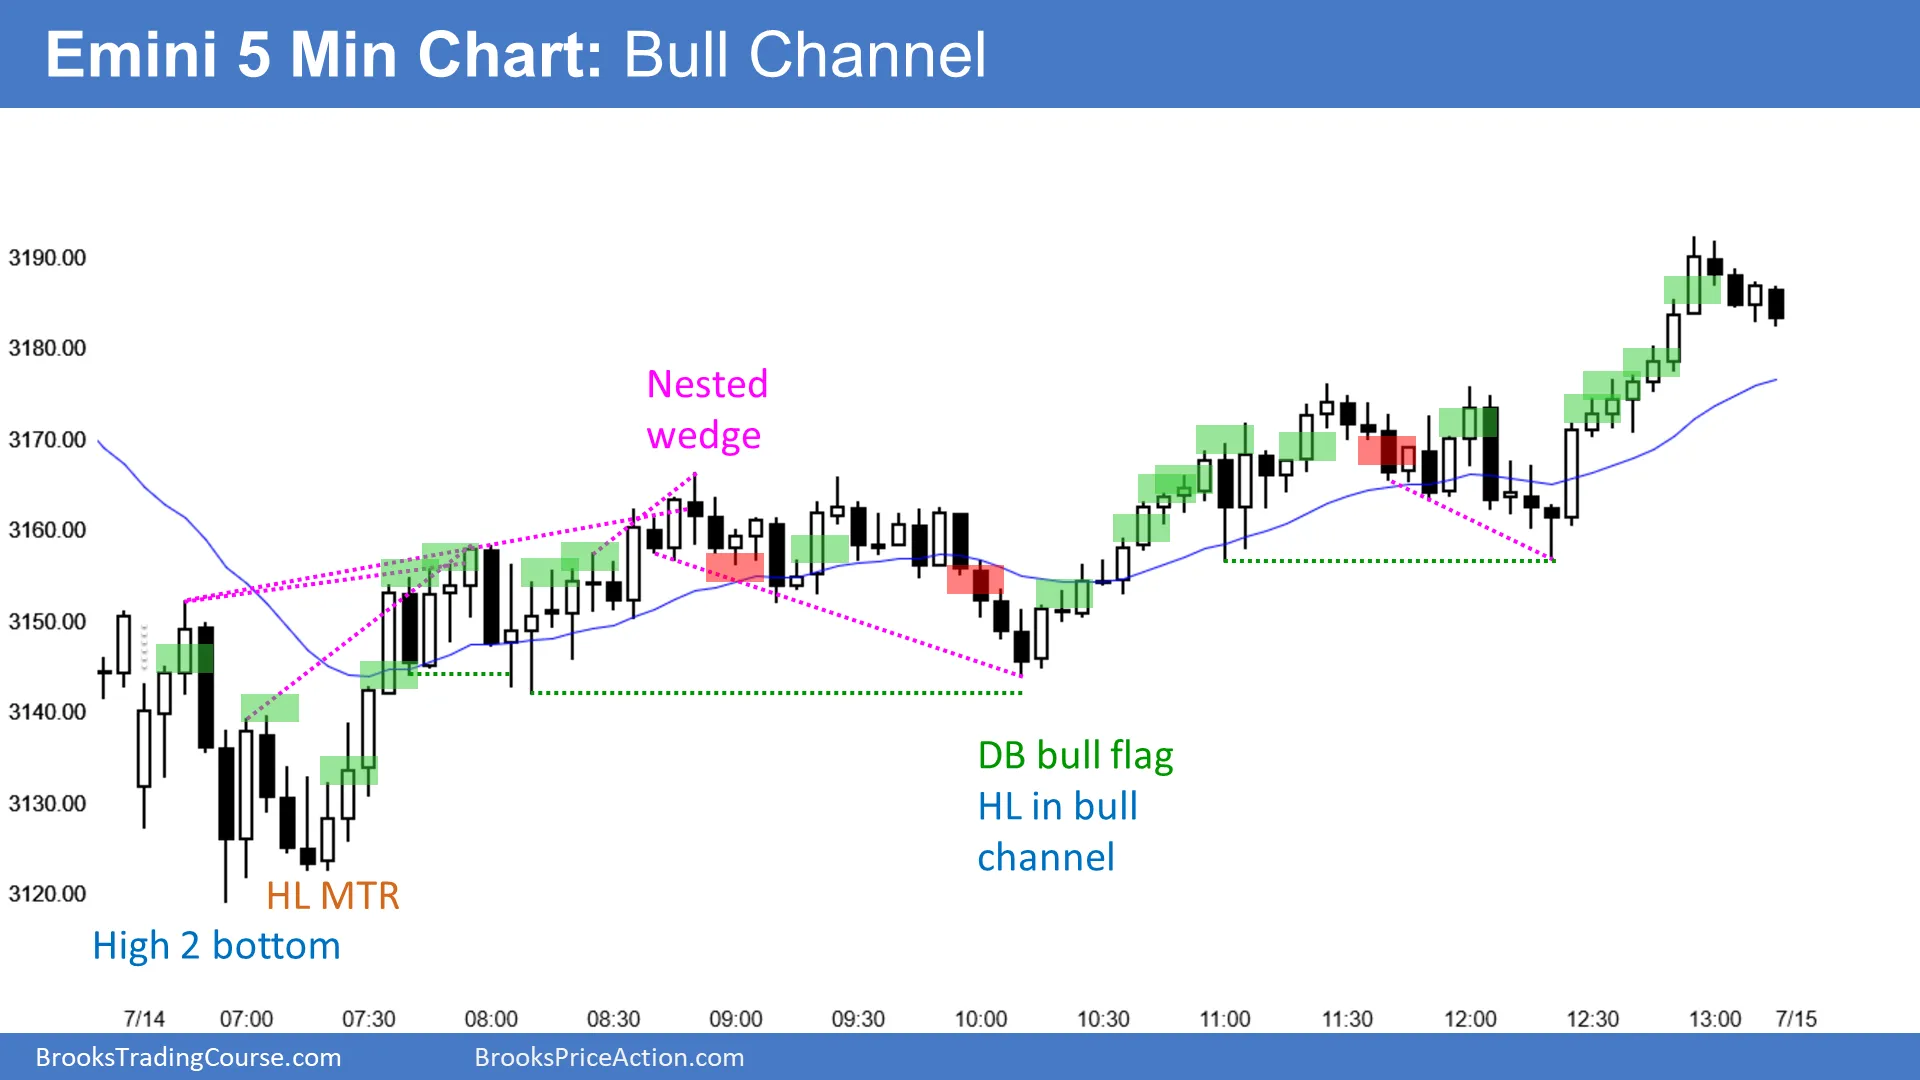 Emini 5 Min Chart: Bull Channel
3190.00
3180.00
Nested
wedge
3170.00
3160.00
3150.00
3140.00
DB bull flag
HL in bull
channel
3130.00
3120.00
HL MTR
High 2 bottom
7/14 07:00 07:30 08:00 08:30 09:00 09:30 10:00 10:30 11:00 11:30 12:00 12:30 13:00 7/15
BrooksTradingCourse.com BrooksPriceAction.com